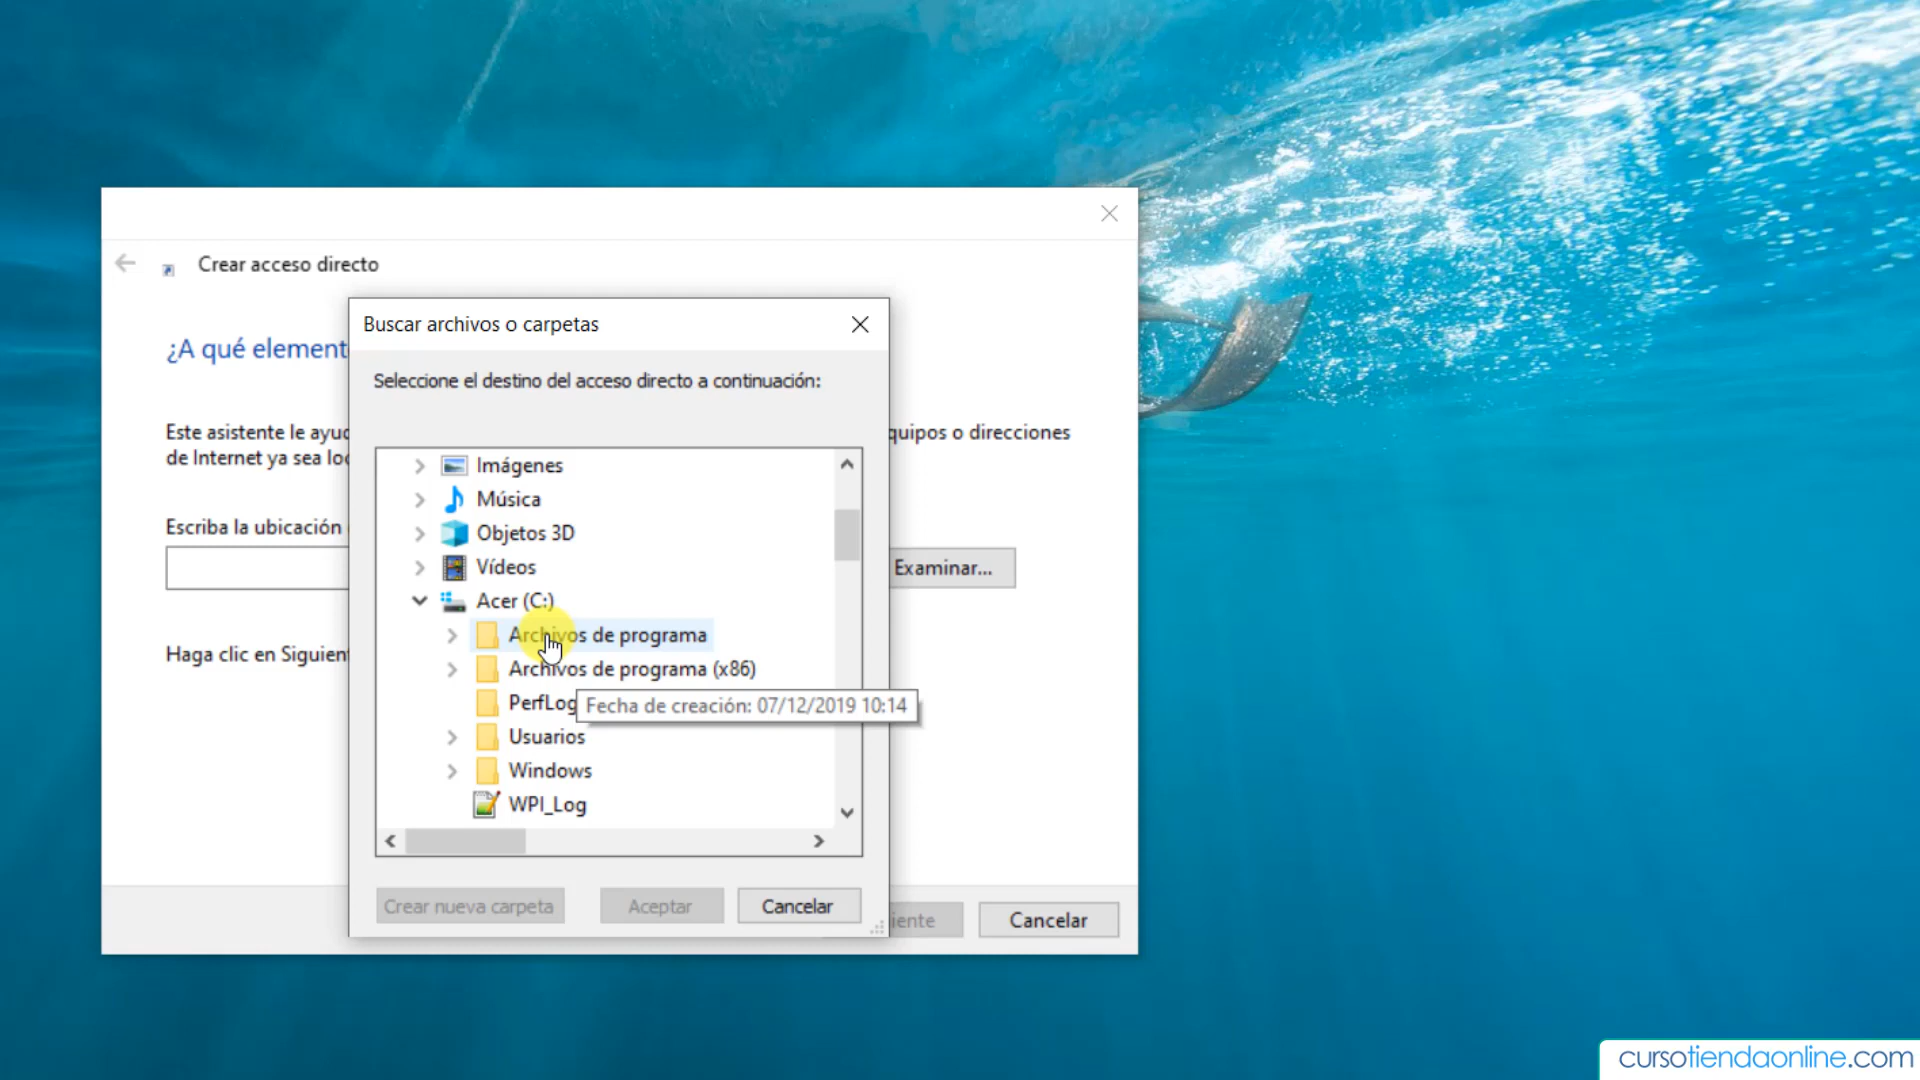 Crear acceso directo
Buscar archivos o carpetas
¿A qué element
Seleccione el destino del acceso directo a continuación:
Este asistente le ayuc
quipos o direcciones
de Internet ya sea loc
Imágenes
Música
Escriba la ubicación
Objetos 3D
Vídeos
Examinar...
Acer (C:)
Archivos de programa
Haga clic en Siguient
Archivos de programa (x86)
PerfLog
Fecha de creación: 07/12/2019 10:14
Usuarios
Windows
WPI_Log
Crear nueva carpeta
Aceptar
Cancelar
iente
Cancelar
cursotiendaonline.com